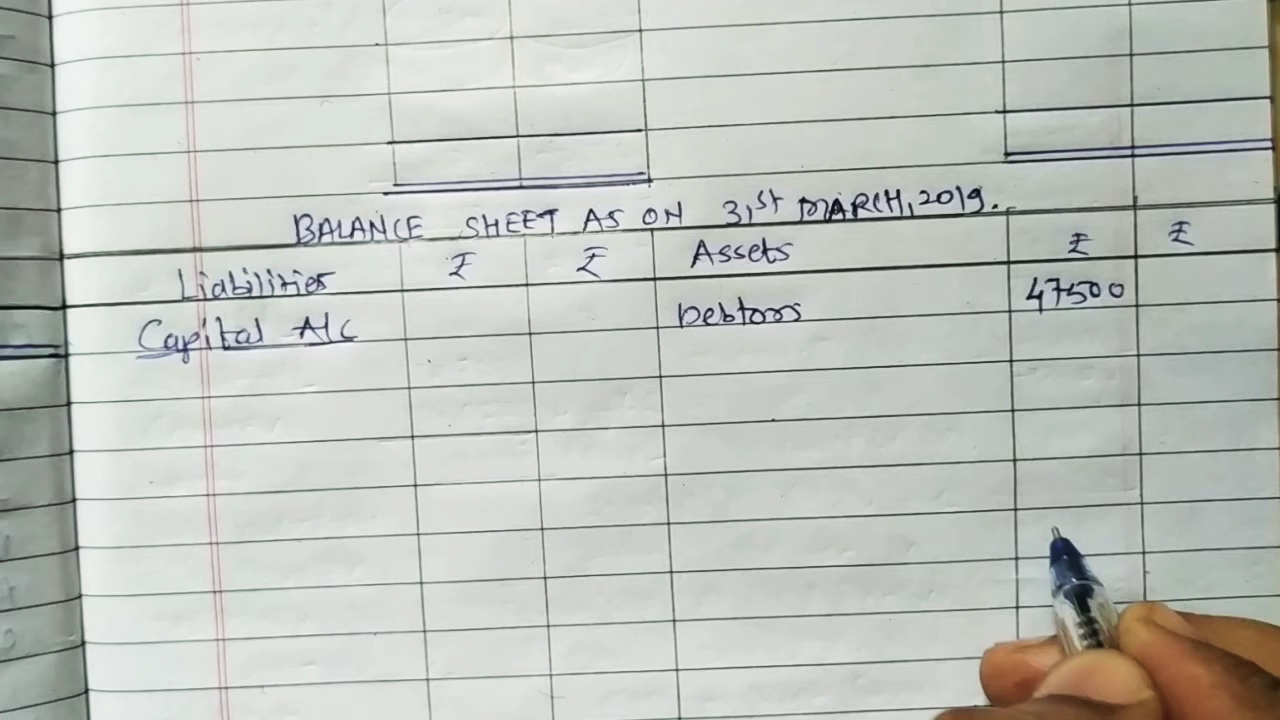 BALANCE SHEET AS ON 31st MARCH, 2019.
Liabilities ₹ ₹ Assets ₹ ₹
Capital A/c Debtors 47500